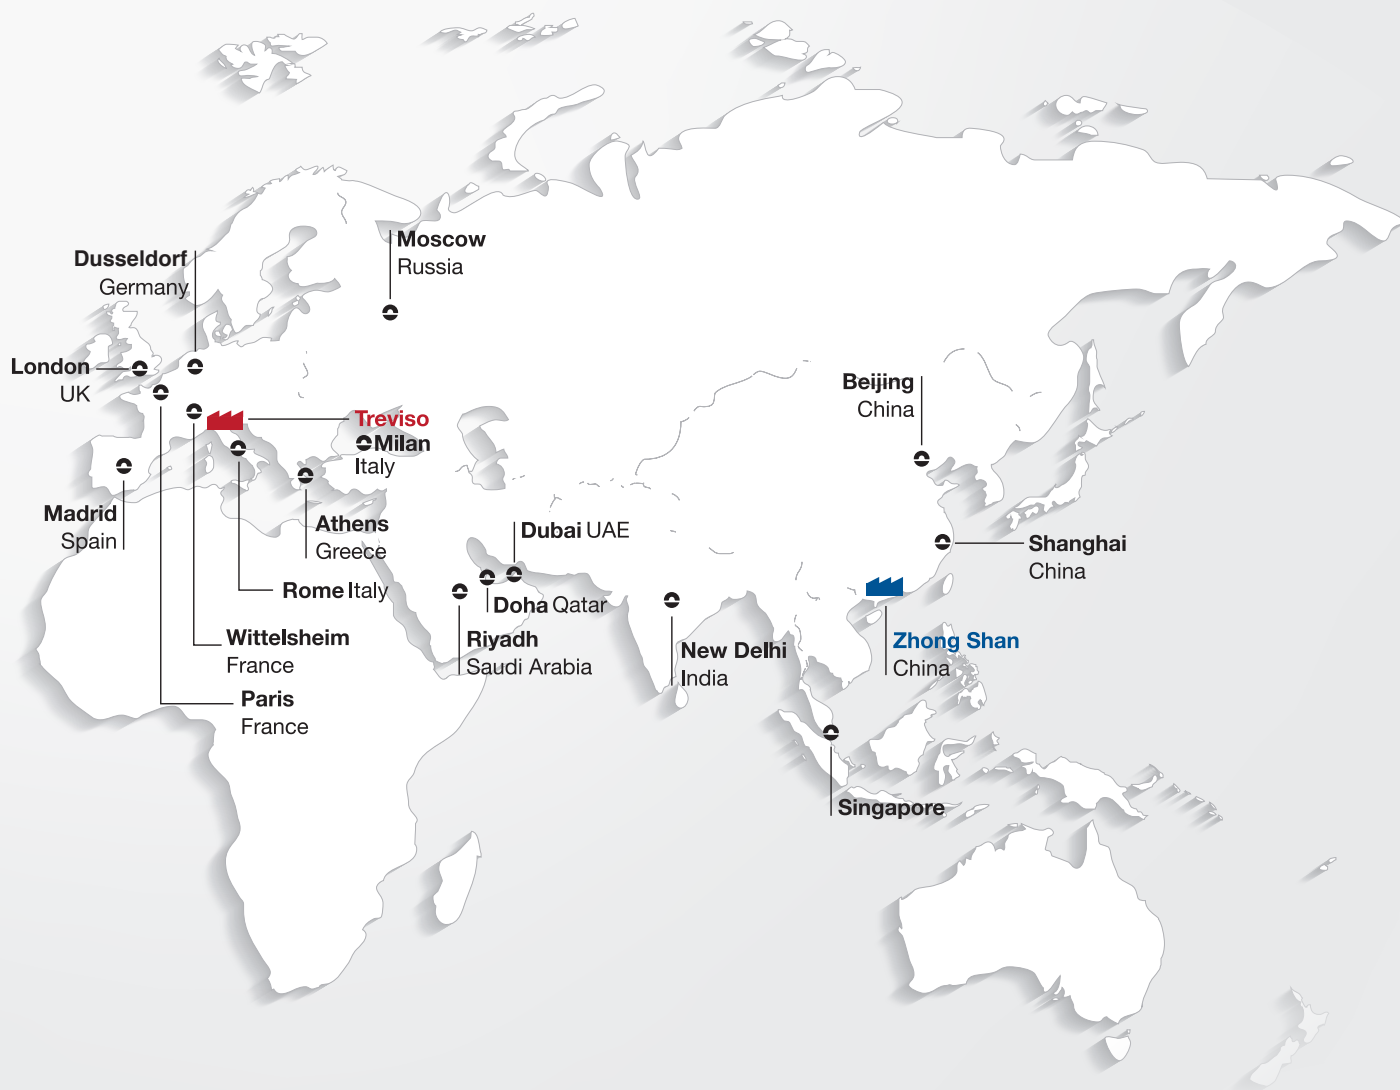 Moscow
Russia
Dusseldorf
Germany
London
UK
Beijing
China
Treviso
Milan
Italy
Madrid
Spain
Athens
Greece
Dubai UAE
Shanghai
China
Rome Italy
Doha Qatar
Wittelsheim
France
Riyadh
Saudi Arabia
New Delhi
India
Zhong Shan
China
Paris
France
Singapore